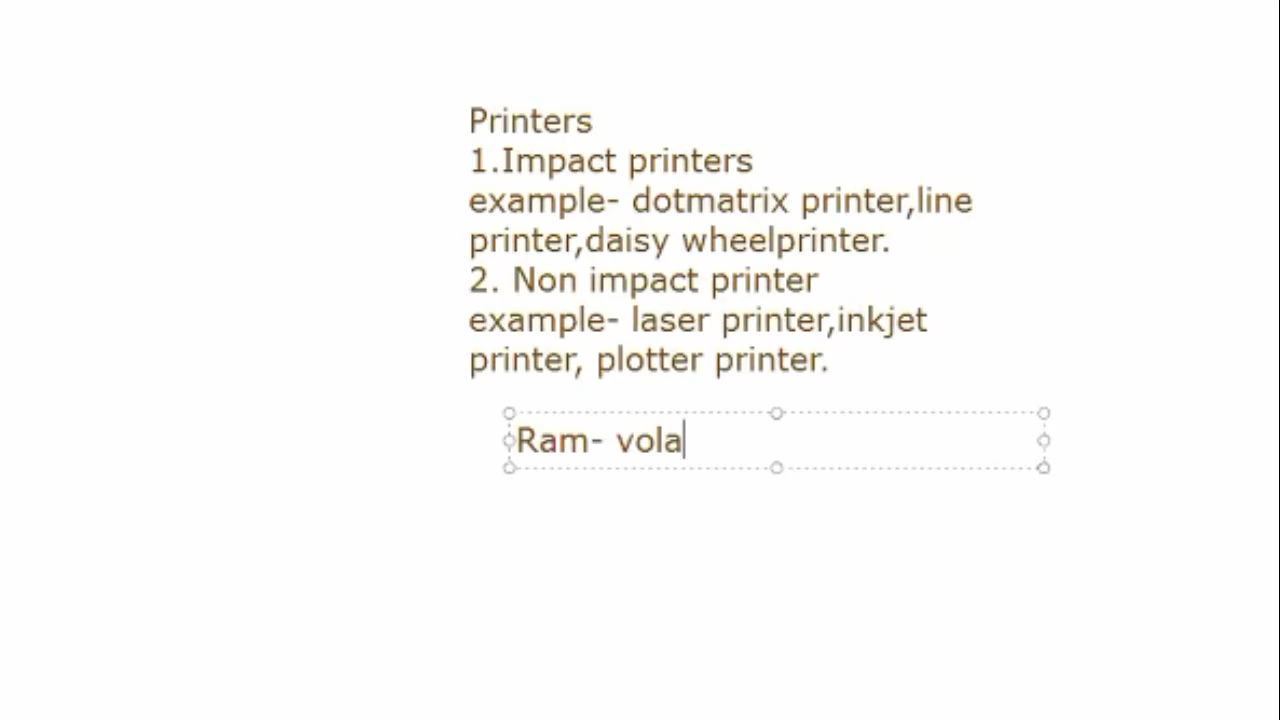 Printers
1.Impact printers
example- dotmatrix printer,line
printer,daisy wheelprinter.
2. Non impact printer
example- laser printer,inkjet
printer, plotter printer.
Ram- vola